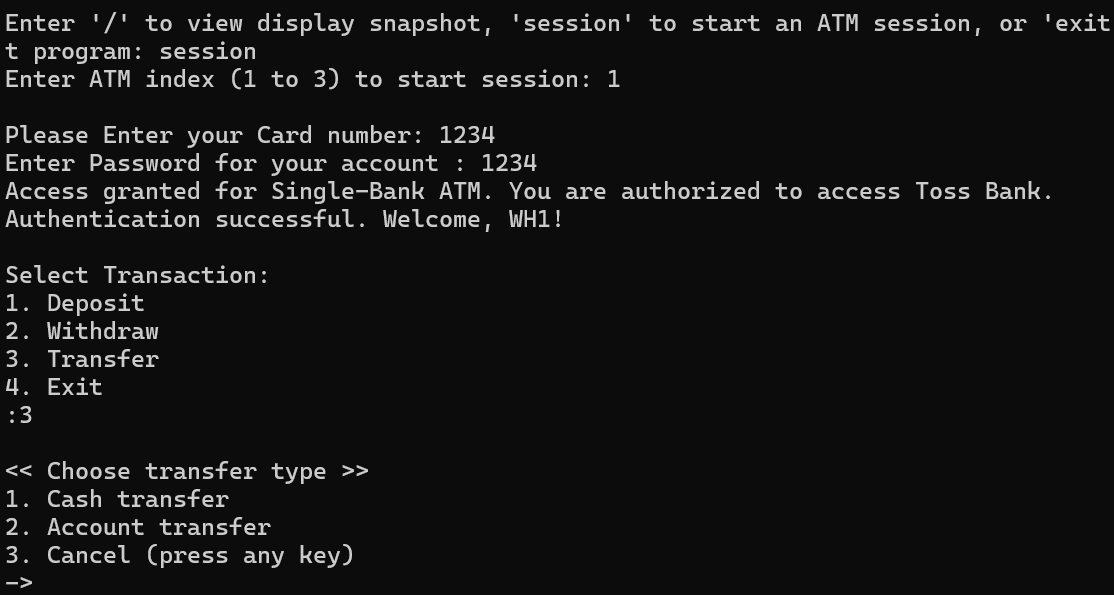 Enter '/' to view display snapshot, 'session' to start an ATM session, or 'exit
t program: session
Enter ATM index (1 to 3) to start session: 1
Please Enter your Card number: 1234
Enter Password for your account : 1234
Access granted for Single-Bank ATM. You are authorized to access Toss Bank.
Authentication successful. Welcome, WH1!
Select Transaction:
1. Deposit
2. Withdraw
3. Transfer
4. Exit
:3
<< Choose transfer type >>
1. Cash transfer
2. Account transfer
3. Cancel (press any key)
->